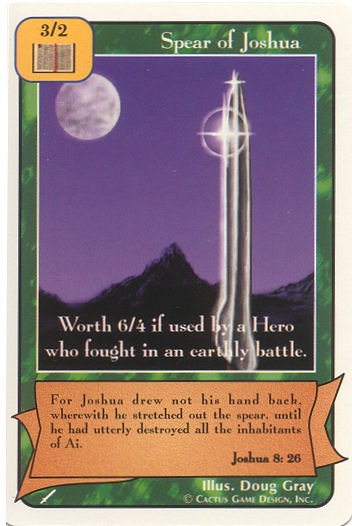 3/2
Spear of Joshua
Worth 6/4 if used by a Hero
who fought in an earthly battle.
For Joshua drew not his hand back,
wherewith he stretched out the spear, until
he had utterly destroyed all the inhabitants
of Ai.
Joshua 8: 26
Illus. Doug Gray
© Cactus Game Design, Inc.